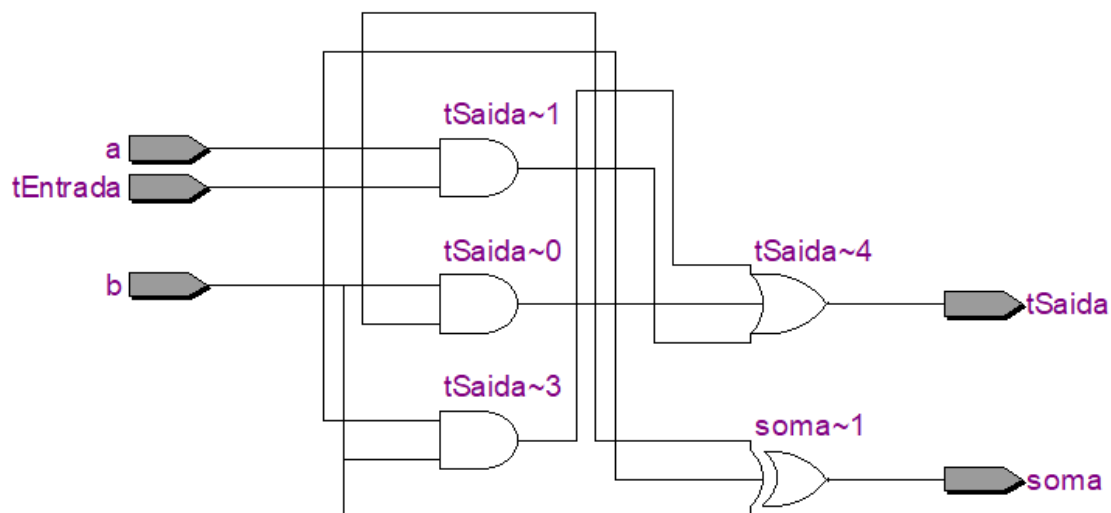 tSaida~1
a
tEntrada
tSaida~0
tSaida~4
b
tSaida
tSaida~3
soma~1
soma